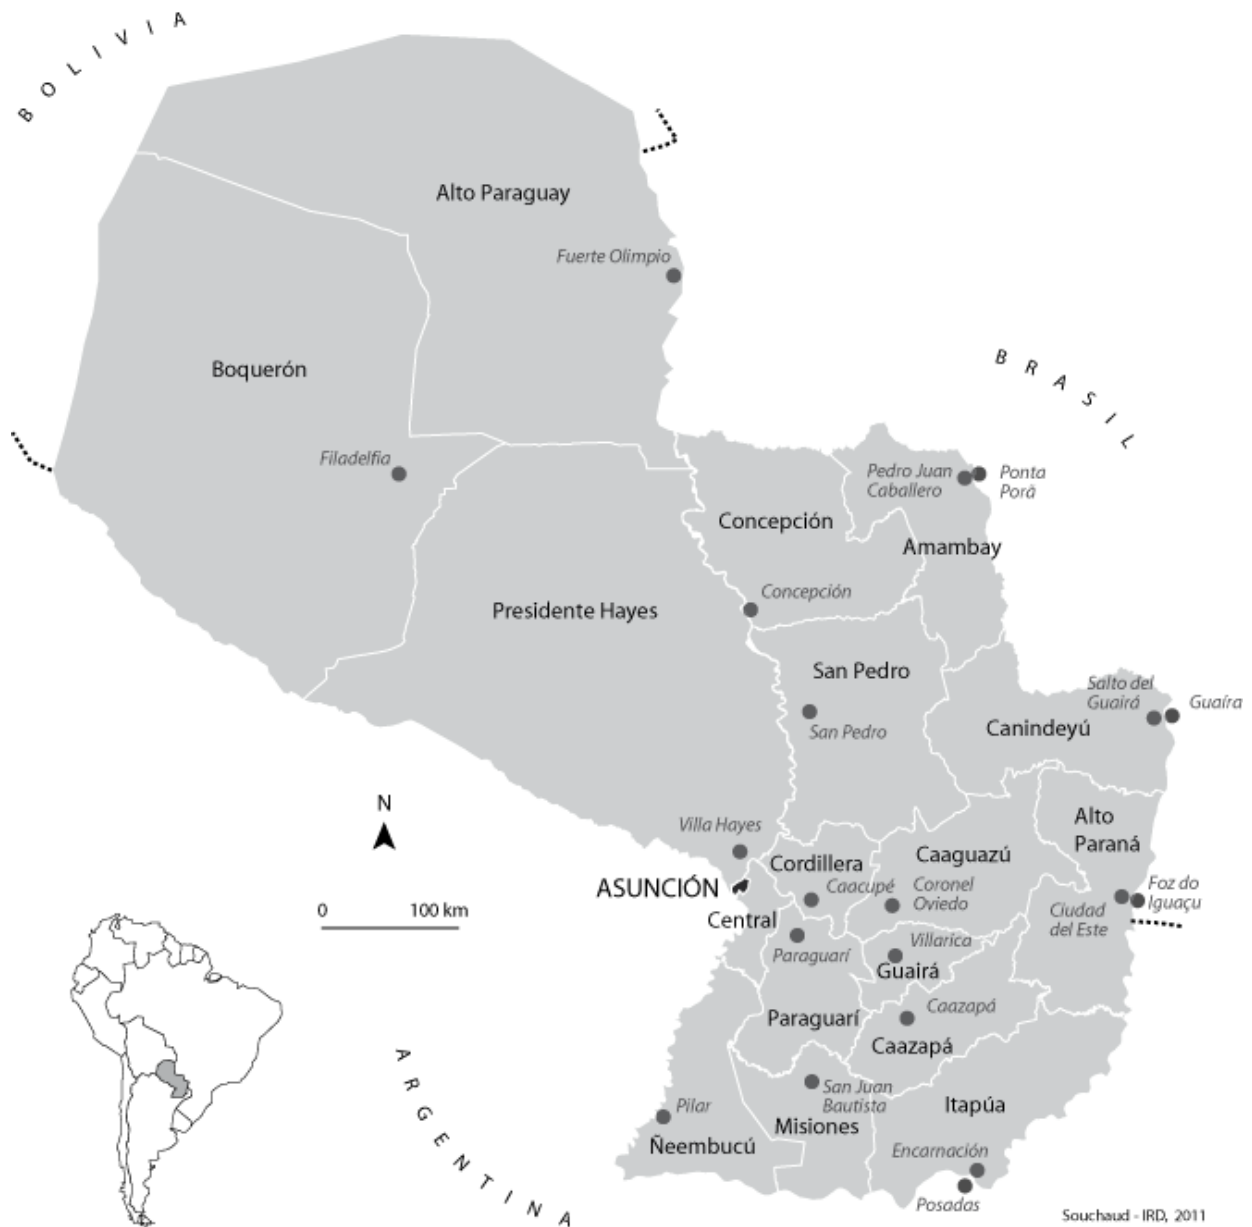 BOLIVIA
Alto Paraguay
Fuerte Olimpio
BRASIL
Boquerón
Filadelfia
Pedro Juan
Caballero
Ponta
Porã
Concepción
Amambay
Concepción
Presidente Hayes
San Pedro
San Pedro
Salto del
Guairá
Guaíra
Canindeyú
N
Villa Hayes
Alto
Paraná
Cordillera
Caaguazú
ASUNCIÓN
Caacupé
Coronel
Oviedo
Foz do
Iguaçu
Ciudad
del Este
0 100 km
Central
Paraguarí
Villarica
Guairá
Paraguarí
Caazapá
Caazapá
ARGENTINA
San Juan
Bautista
Pilar
Misiones
Itapúa
Ñeembucú
Encarnación
Posadas
Souchaud - IRD, 2011